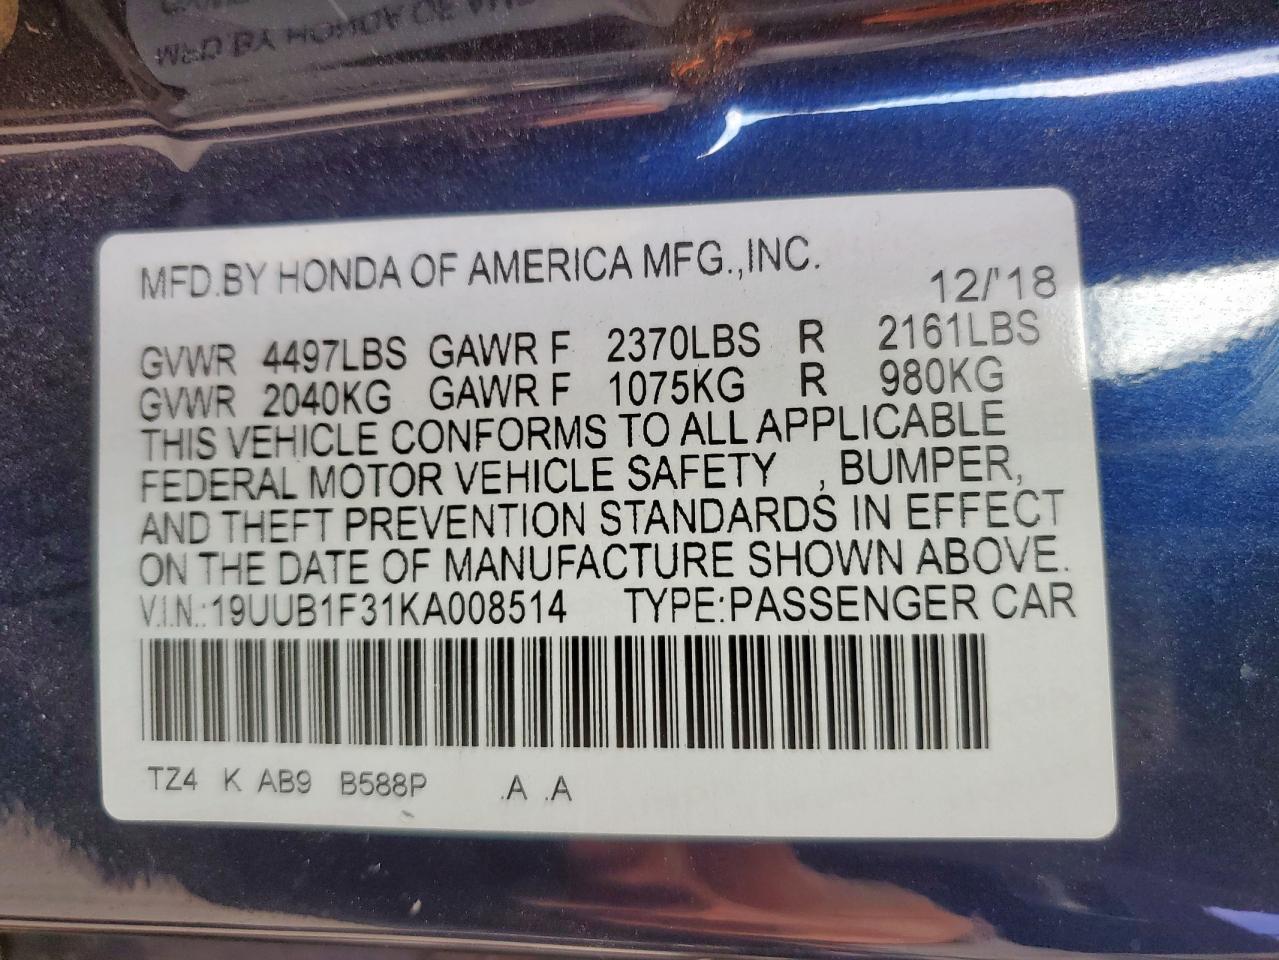 MFD.BY HONDA OF AMERICA MFG.,INC.
12/'18
GVWR 4497LBS GAWR F 2370LBS R 2161LBS
GVWR 2040KG GAWR F 1075KG R 980KG
THIS VEHICLE CONFORMS TO ALL APPLICABLE
FEDERAL MOTOR VEHICLE SAFETY , BUMPER,
AND THEFT PREVENTION STANDARDS IN EFFECT
ON THE DATE OF MANUFACTURE SHOWN ABOVE.
V.I.N.:19UUB1F31KA008514 TYPE:PASSENGER CAR
TZ4 K AB9 B588P .A .A